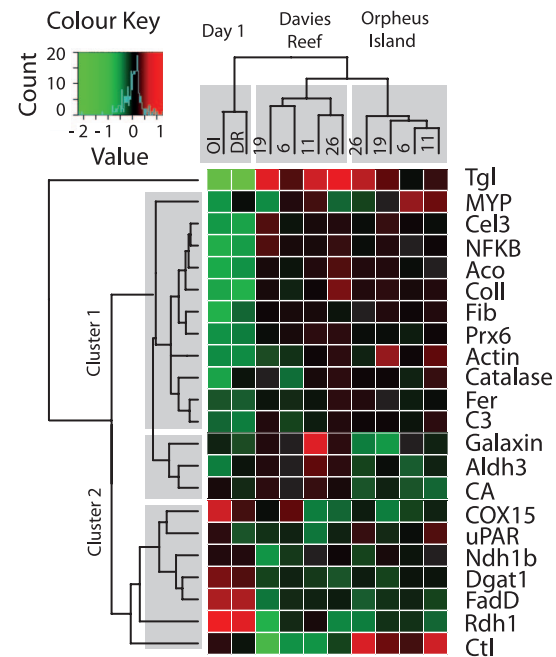 Colour Key
Count
20
10
0
-2 -1 0 1
Value
Day 1
Davies
Reef
Orpheus
Island
OI DR 19 6 11 26 26 19 6 11
Cluster 1
Cluster 2
Tgl
MYP
Cel3
NFKB
Aco
Coll
Fib
Prx6
Actin
Catalase
Fer
C3
Galaxin
Aldh3
CA
COX15
uPAR
Ndh1b
Dgat1
FadD
Rdh1
Ctl